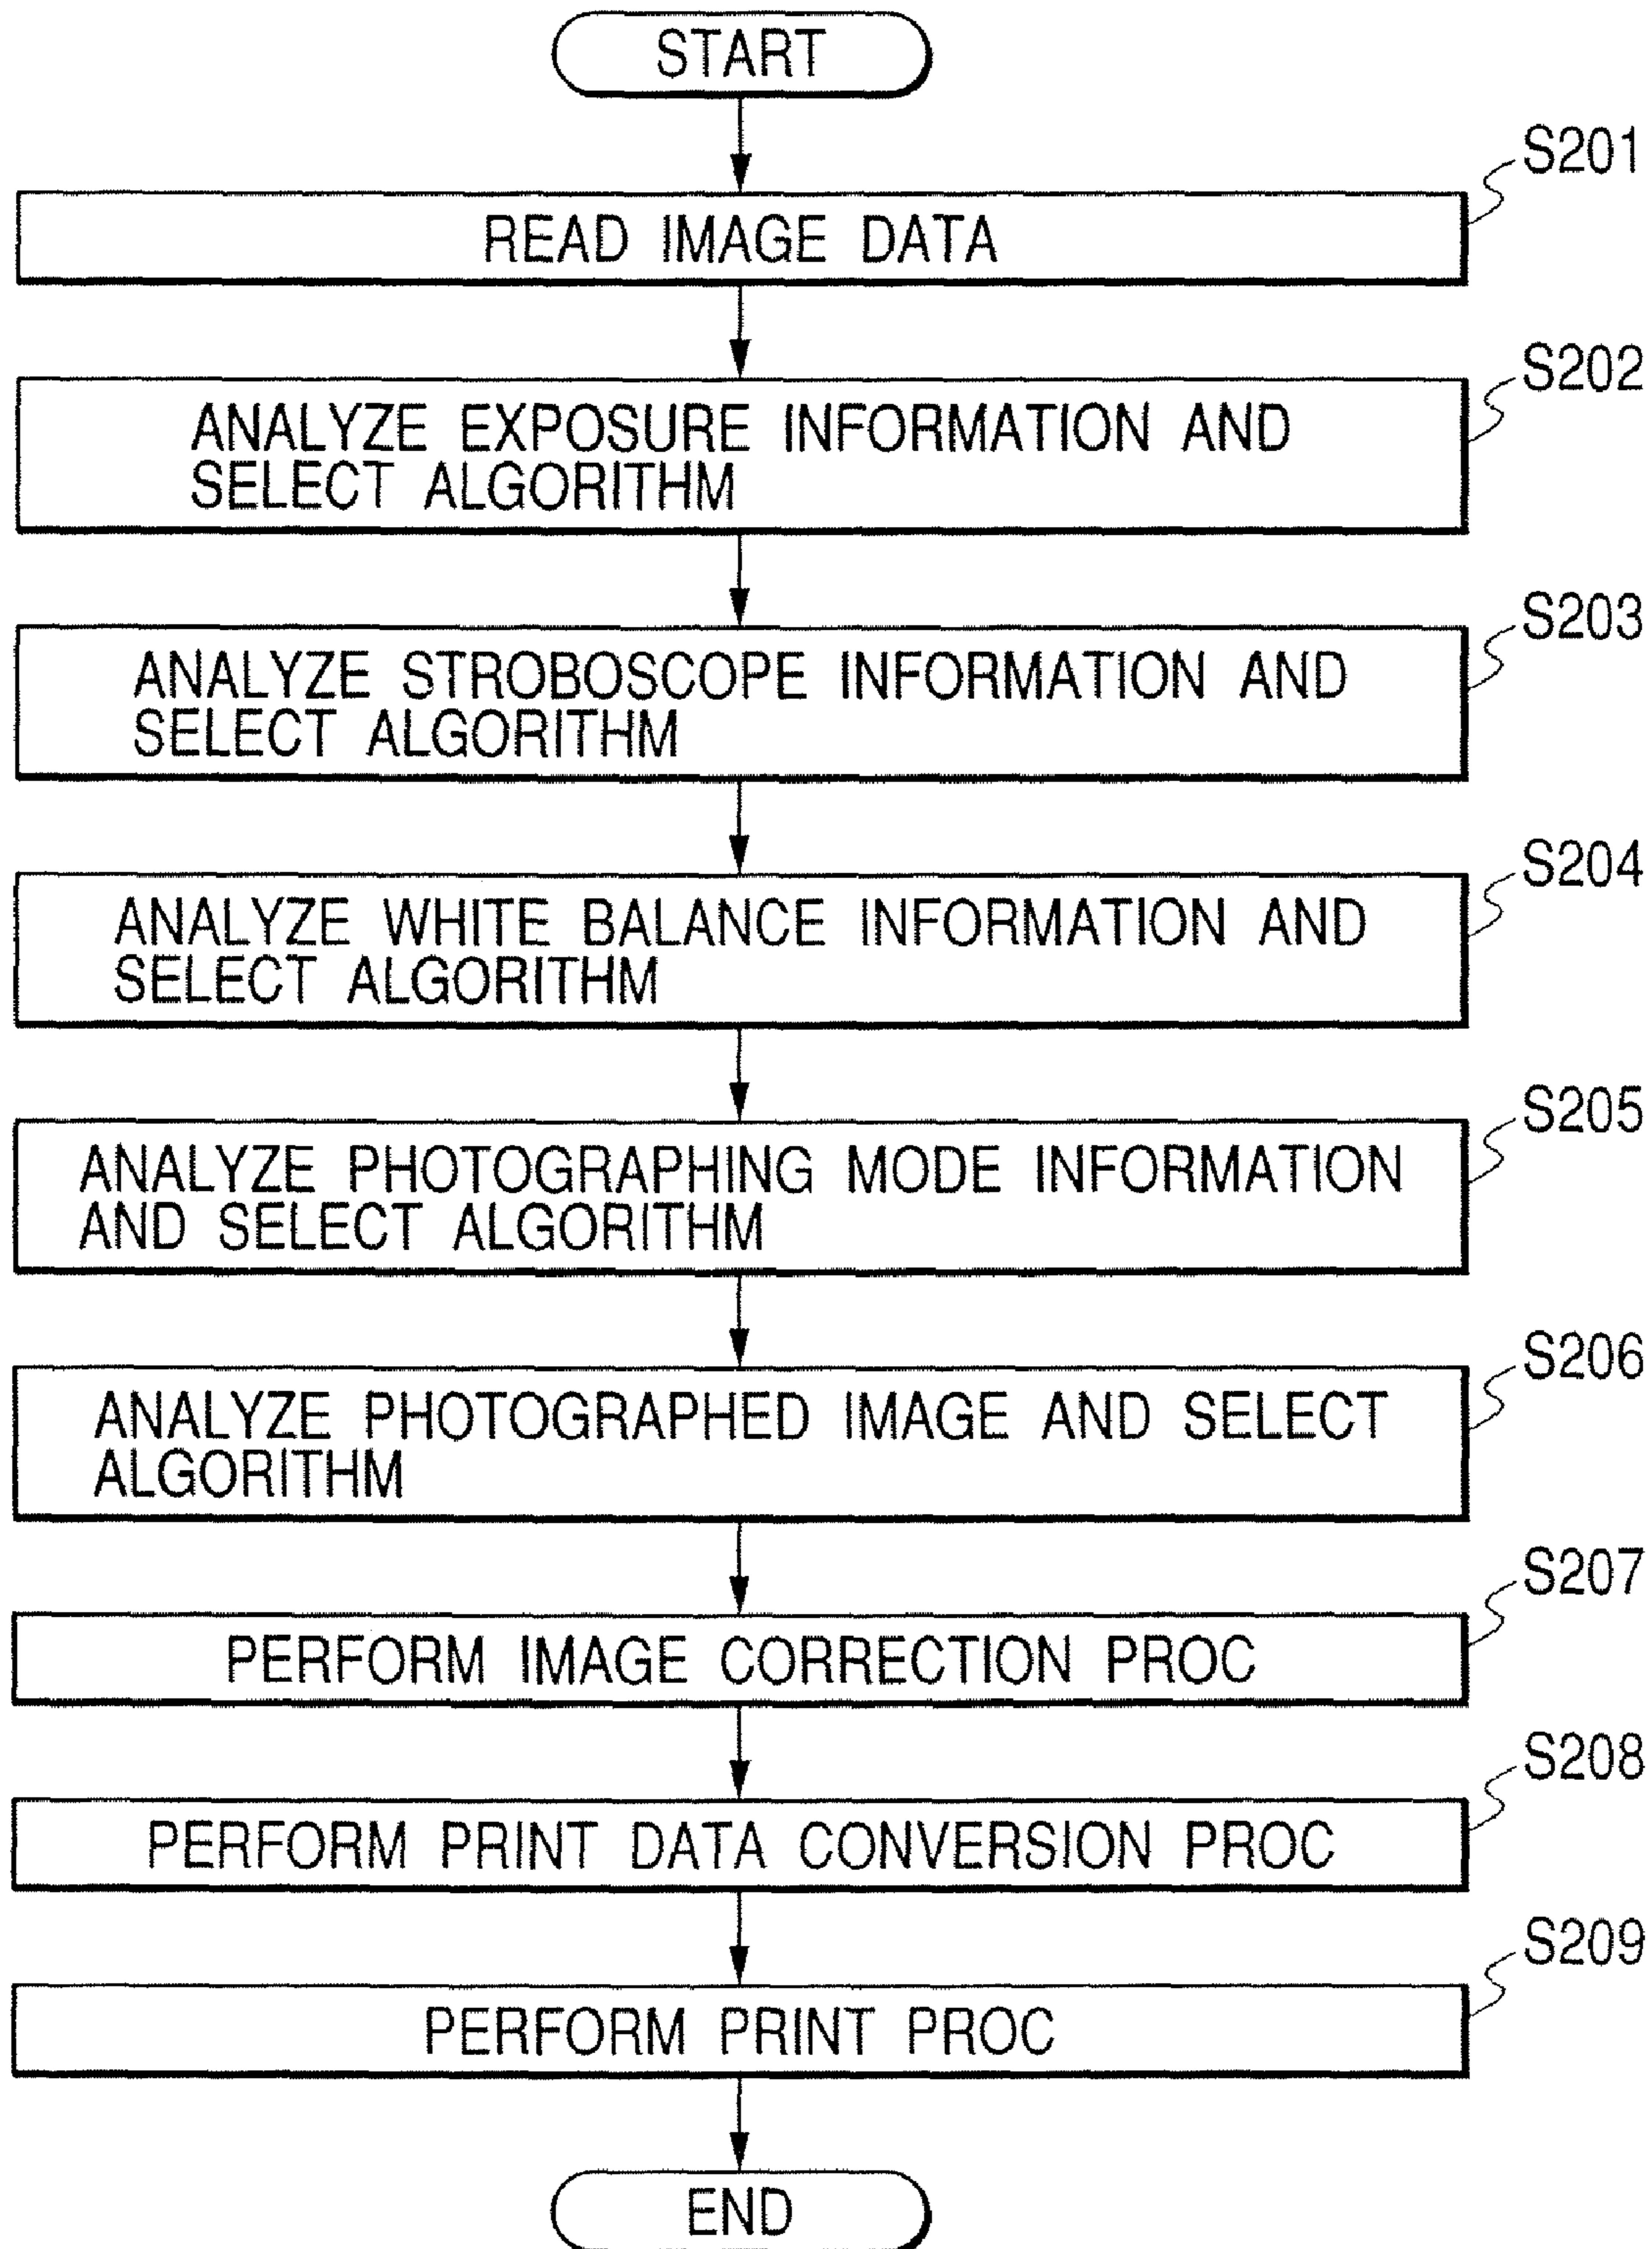 START
S201
READ IMAGE DATA
S202
ANALYZE EXPOSURE INFORMATION AND
SELECT ALGORITHM
S203
ANALYZE STROBOSCOPE INFORMATION AND
SELECT ALGORITHM
S204
ANALYZE WHITE BALANCE INFORMATION AND
SELECT ALGORITHM
S205
ANALYZE PHOTOGRAPHING MODE INFORMATION
AND SELECT ALGORITHM
S206
ANALYZE PHOTOGRAPHED IMAGE AND SELECT
ALGORITHM
S207
PERFORM IMAGE CORRECTION PROC
S208
PERFORM PRINT DATA CONVERSION PROC
S209
PERFORM PRINT PROC
END